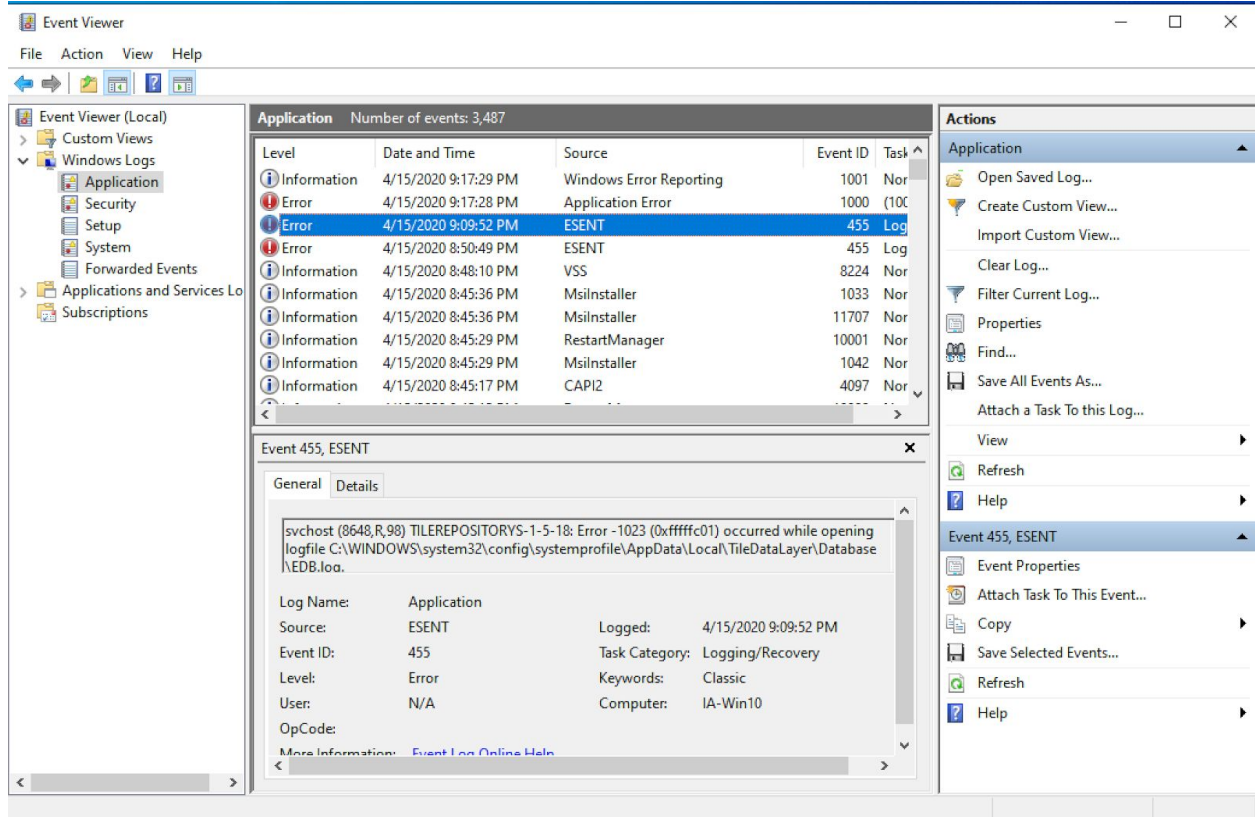 Event Viewer
File Action View Help
Event Viewer (Local)
Custom Views
Windows Logs
Application
Security
Setup
System
Forwarded Events
Applications and Services Lo
Subscriptions
Application Number of events: 3,487
Level Date and Time Source Event ID Task
Information 4/15/2020 9:17:29 PM Windows Error Reporting 1001 Nor
Error 4/15/2020 9:17:28 PM Application Error 1000 (100
Error 4/15/2020 9:09:52 PM ESENT 455 Log
Error 4/15/2020 8:50:49 PM ESENT 455 Log
Information 4/15/2020 8:48:10 PM VSS 8224 Nor
Information 4/15/2020 8:45:36 PM MsiInstaller 1033 Nor
Information 4/15/2020 8:45:36 PM MsiInstaller 11707 Nor
Information 4/15/2020 8:45:29 PM RestartManager 10001 Nor
Information 4/15/2020 8:45:29 PM MsiInstaller 1042 Nor
Information 4/15/2020 8:45:17 PM CAPI2 4097 Nor
Event 455, ESENT
General Details
svchost (8648,R,98) TILEREPOSITORYS-1-5-18: Error -1023 (0xfffffc01) occurred while opening
logfile C:\WINDOWS\system32\config\systemprofile\AppData\Local\TileDataLayer\Database
\EDB.log.
Log Name: Application
Source: ESENT Logged: 4/15/2020 9:09:52 PM
Event ID: 455 Task Category: Logging/Recovery
Level: Error Keywords: Classic
User: N/A Computer: IA-Win10
OpCode:
More Information: Event Log Online Help
Actions
Application
Open Saved Log...
Create Custom View...
Import Custom View...
Clear Log...
Filter Current Log...
Properties
Find...
Save All Events As...
Attach a Task To this Log...
View
Refresh
Help
Event 455, ESENT
Event Properties
Attach Task To This Event...
Copy
Save Selected Events...
Refresh
Help